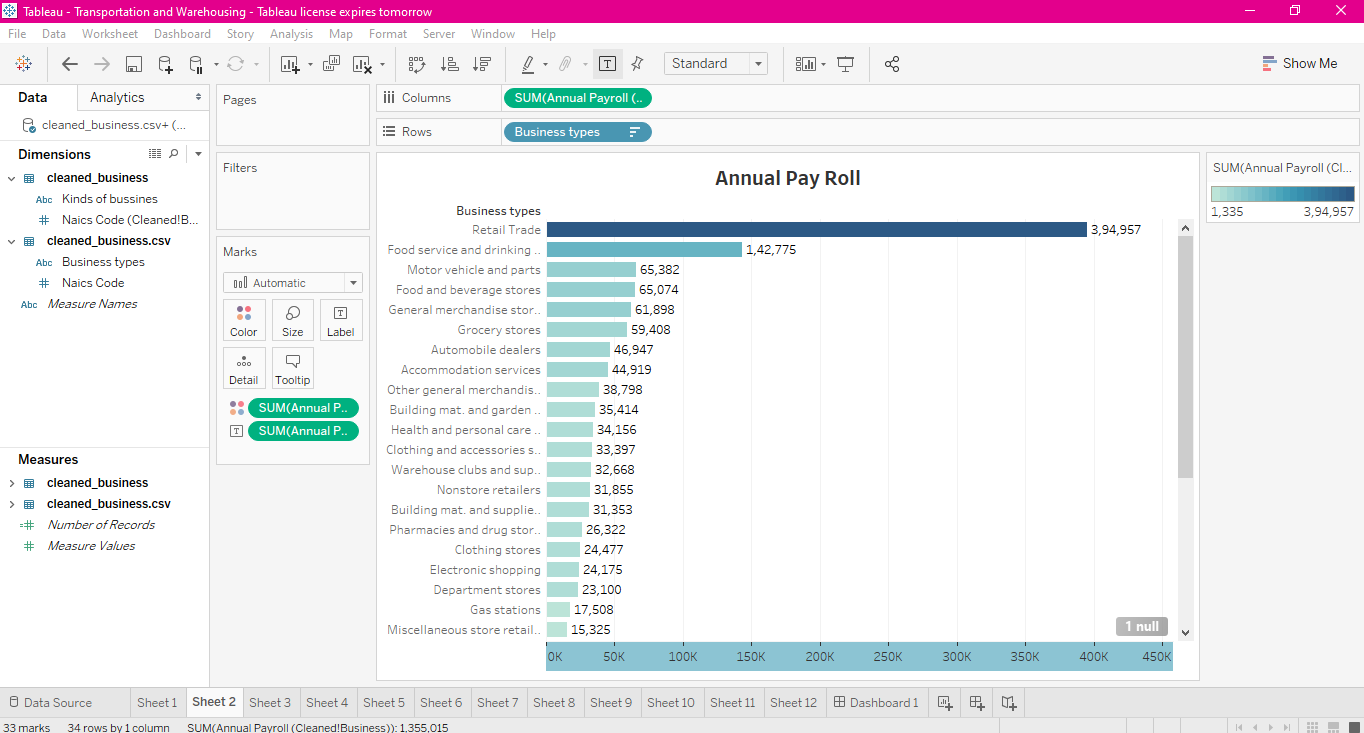 Tableau - Transportation and Warehousing - Tableau license expires tomorrow
File Data Worksheet Dashboard Story Analysis Map Format Server Window Help
Standard
Show Me
Data Analytics
cleaned_business.csv+ (...
Dimensions
cleaned_business
Abc Kinds of bussines
Naics Code (Cleaned!B...
cleaned_business.csv
Abc Business types
Naics Code
Abc Measure Names
Measures
cleaned_business
cleaned_business.csv
Number of Records
Measure Values
Pages
Filters
Marks
Automatic
Color Size Label
Detail Tooltip
SUM(Annual P..
SUM(Annual P..
Columns SUM(Annual Payroll (..
Rows Business types
Annual Pay Roll
Business types
Retail Trade 3,94,957
Food service and drinking .. 1,42,775
Motor vehicle and parts 65,382
Food and beverage stores 65,074
General merchandise stor.. 61,898
Grocery stores 59,408
Automobile dealers 46,947
Accommodation services 44,919
Other general merchandis.. 38,798
Building mat. and garden .. 35,414
Health and personal care .. 34,156
Clothing and accessories s.. 33,397
Warehouse clubs and sup.. 32,668
Nonstore retailers 31,855
Building mat. and supplie.. 31,353
Pharmacies and drug stor.. 26,322
Clothing stores 24,477
Electronic shopping 24,175
Department stores 23,100
Gas stations 17,508
Miscellaneous store retail.. 15,325
1 null
0K 50K 100K 150K 200K 250K 300K 350K 400K 450K
SUM(Annual Payroll (Cl...
1,335 3,94,957
Data Source Sheet 1 Sheet 2 Sheet 3 Sheet 4 Sheet 5 Sheet 6 Sheet 7 Sheet 8 Sheet 9 Sheet 10 Sheet 11 Sheet 12 Dashboard 1
33 marks 34 rows by 1 column SUM(Annual Payroll (Cleaned!Business)): 1,355,015